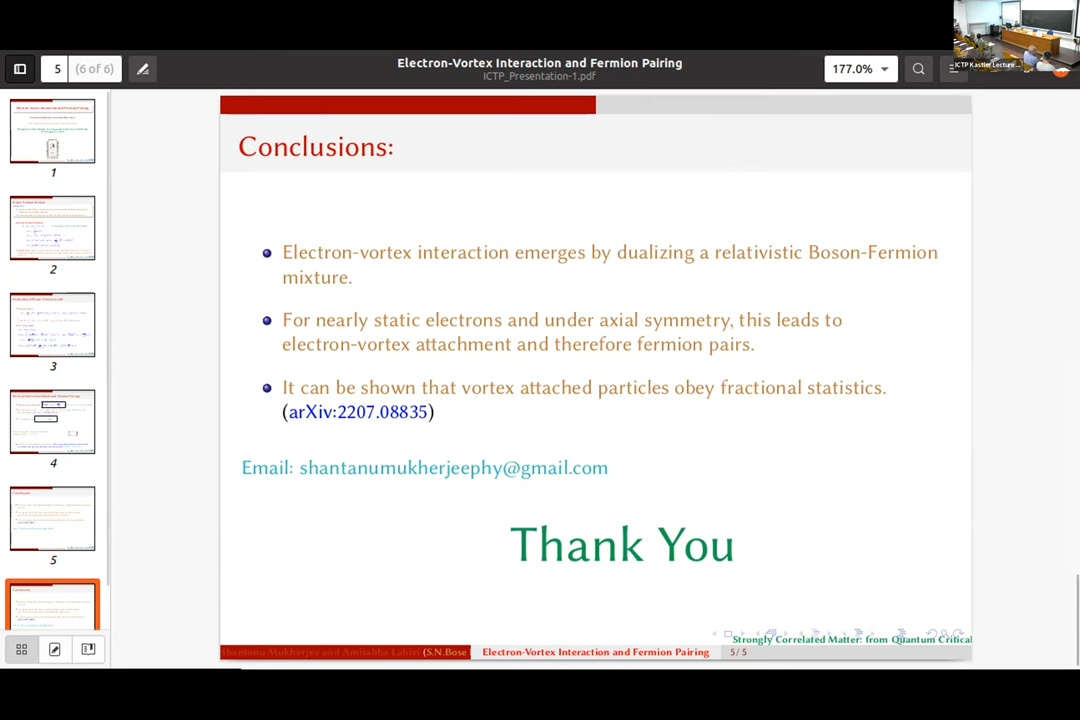 ICTP Kastler Lecture ...
5 (6 of 6)
Electron-Vortex Interaction and Fermion Pairing
ICTP_Presentation-1.pdf
177.0%
1
2
3
4
5
Conclusions:
Electron-vortex interaction emerges by dualizing a relativistic Boson-Fermion
mixture.
For nearly static electrons and under axial symmetry, this leads to
electron-vortex attachment and therefore fermion pairs.
It can be shown that vortex attached particles obey fractional statistics.
(arXiv:2207.08835)
Email: shantanumukherjeephy@gmail.com
Thank You
Strongly Correlated Matter: from Quantum Critical
Shantanu Mukherjee and Amitabha Lahiri (S.N.Bose
Electron-Vortex Interaction and Fermion Pairing
5/5